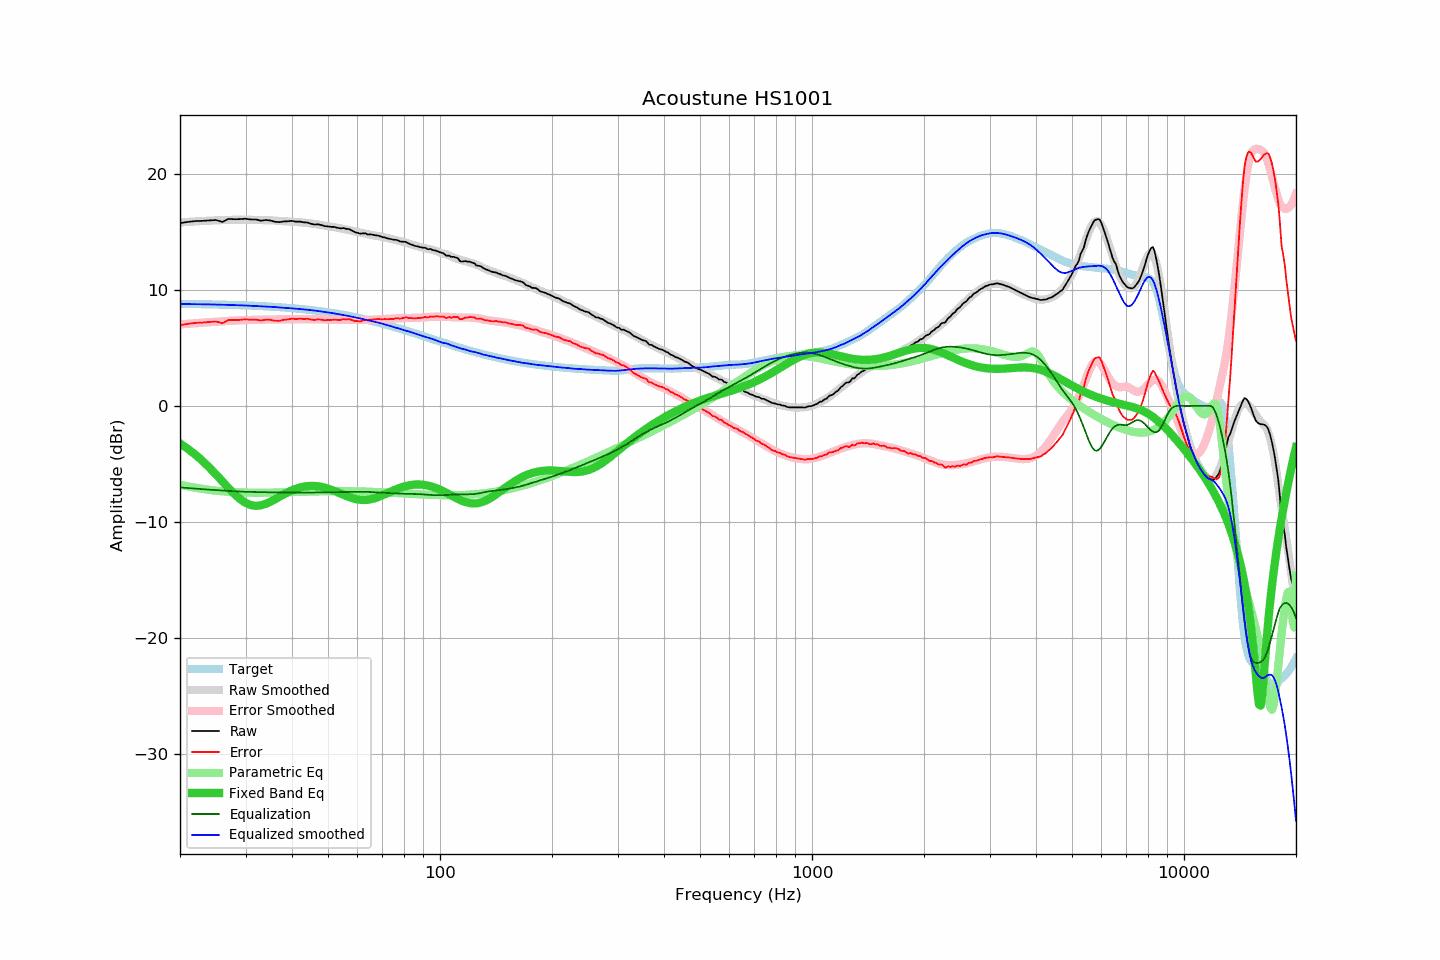 Acoustune HS1001
20
10
0
−10
−20
−30
Amplitude (dBr)
Target
Raw Smoothed
Error Smoothed
Raw
Error
Parametric Eq
Fixed Band Eq
Equalization
Equalized smoothed
100
1000
10000
Frequency (Hz)